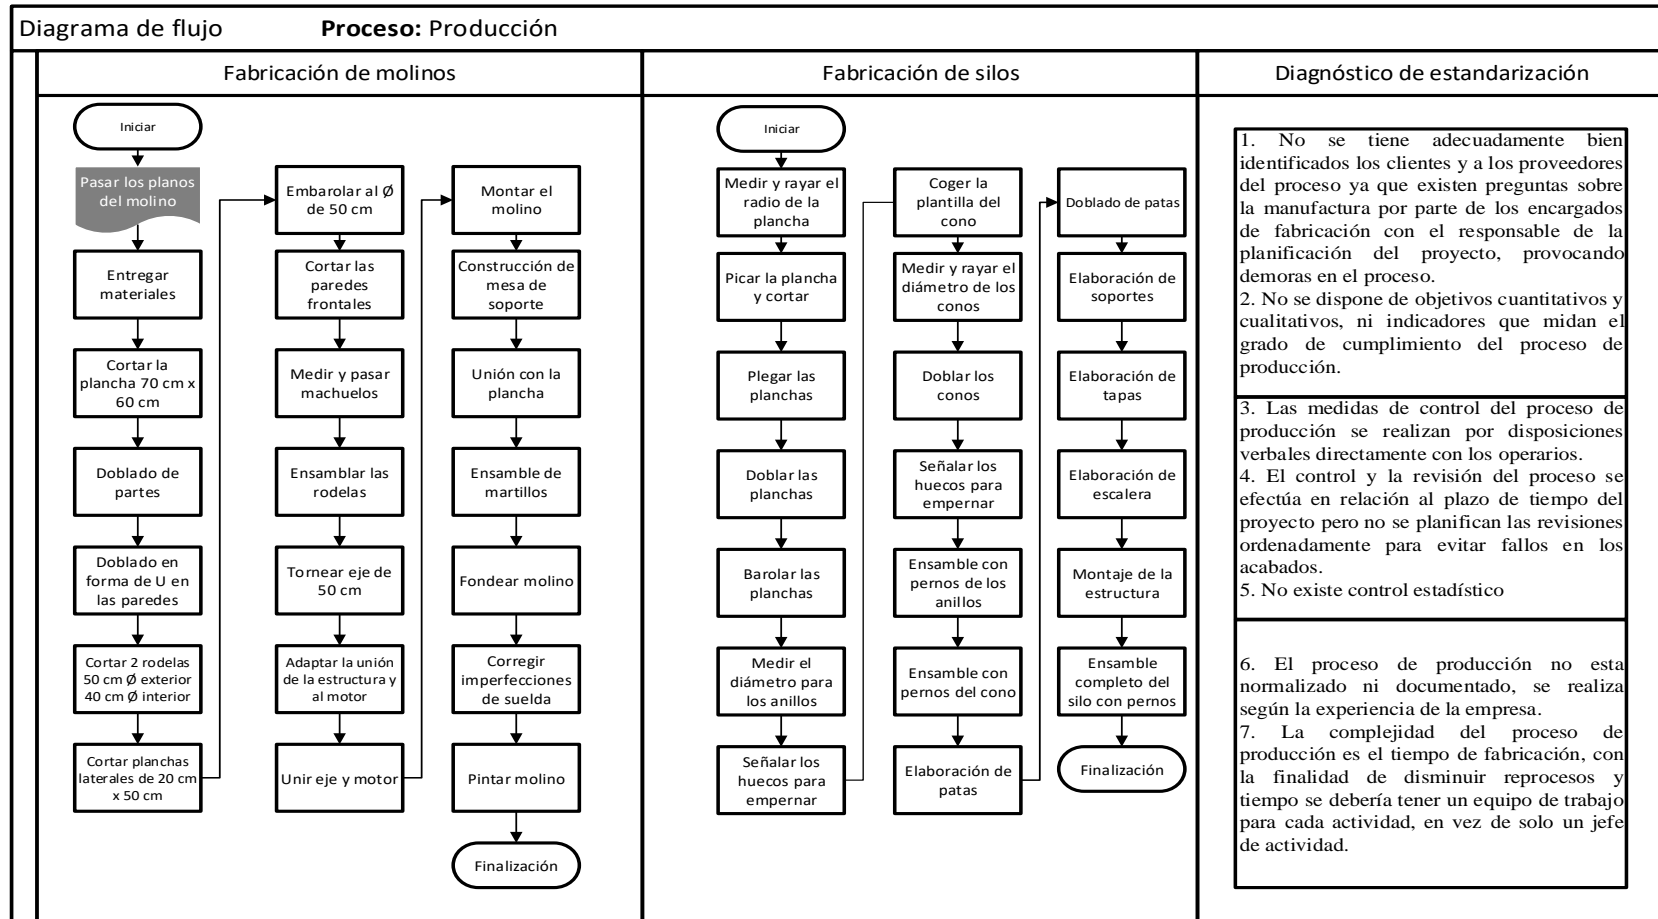 Diagrama de flujo Proceso: Producción
Fabricación de molinos
Iniciar
Pasar los planos
del molino
Entregar
materiales
Cortar la
plancha 70 cm x
60 cm
Doblado de
partes
Doblado en
forma de U en
las paredes
Cortar 2 rodelas
50 cm Ø exterior
40 cm Ø interior
Cortar planchas
laterales de 20 cm
x 50 cm
Embarolar al Ø
de 50 cm
Cortar las
paredes
frontales
Medir y pasar
machuelos
Ensamblar las
rodelas
Tornear eje de
50 cm
Adaptar la unión
de la estructura y
al motor
Unir eje y motor
Montar el
molino
Construcción de
mesa de
soporte
Unión con la
plancha
Ensamble de
martillos
Fondear molino
Corregir
imperfecciones
de suelda
Pintar molino
Finalización
Fabricación de silos
Iniciar
Medir y rayar el
radio de la
plancha
Picar la plancha
y cortar
Plegar las
planchas
Doblar las
planchas
Barolar las
planchas
Medir el
diámetro para
los anillos
Señalar los
huecos para
empernar
Coger la
plantilla del
cono
Medir y rayar el
diámetro de los
conos
Doblar los
conos
Señalar los
huecos para
empernar
Ensamble con
pernos de los
anillos
Ensamble con
pernos del cono
Elaboración de
patas
Doblado de patas
Elaboración de
soportes
Elaboración de
tapas
Elaboración de
escalera
Montaje de la
estructura
Ensamble
completo del
silo con pernos
Finalización
Diagnóstico de estandarización
1. No se tiene adecuadamente bien
identificados los clientes y a los proveedores
del proceso ya que existen preguntas sobre
la manufactura por parte de los encargados
de fabricación con el responsable de la
planificación del proyecto, provocando
demoras en el proceso.
2. No se dispone de objetivos cuantitativos y
cualitativos, ni indicadores que midan el
grado de cumplimiento del proceso de
producción.
3. Las medidas de control del proceso de
producción se realizan por disposiciones
verbales directamente con los operarios.
4. El control y la revisión del proceso se
efectúa en relación al plazo de tiempo del
proyecto pero no se planifican las revisiones
ordenadamente para evitar fallos en los
acabados.
5. No existe control estadístico
6. El proceso de producción no esta
normalizado ni documentado, se realiza
según la experiencia de la empresa.
7. La complejidad del proceso de
producción es el tiempo de fabricación, con
la finalidad de disminuir reprocesos y
tiempo se debería tener un equipo de trabajo
para cada actividad, en vez de solo un jefe
de actividad.